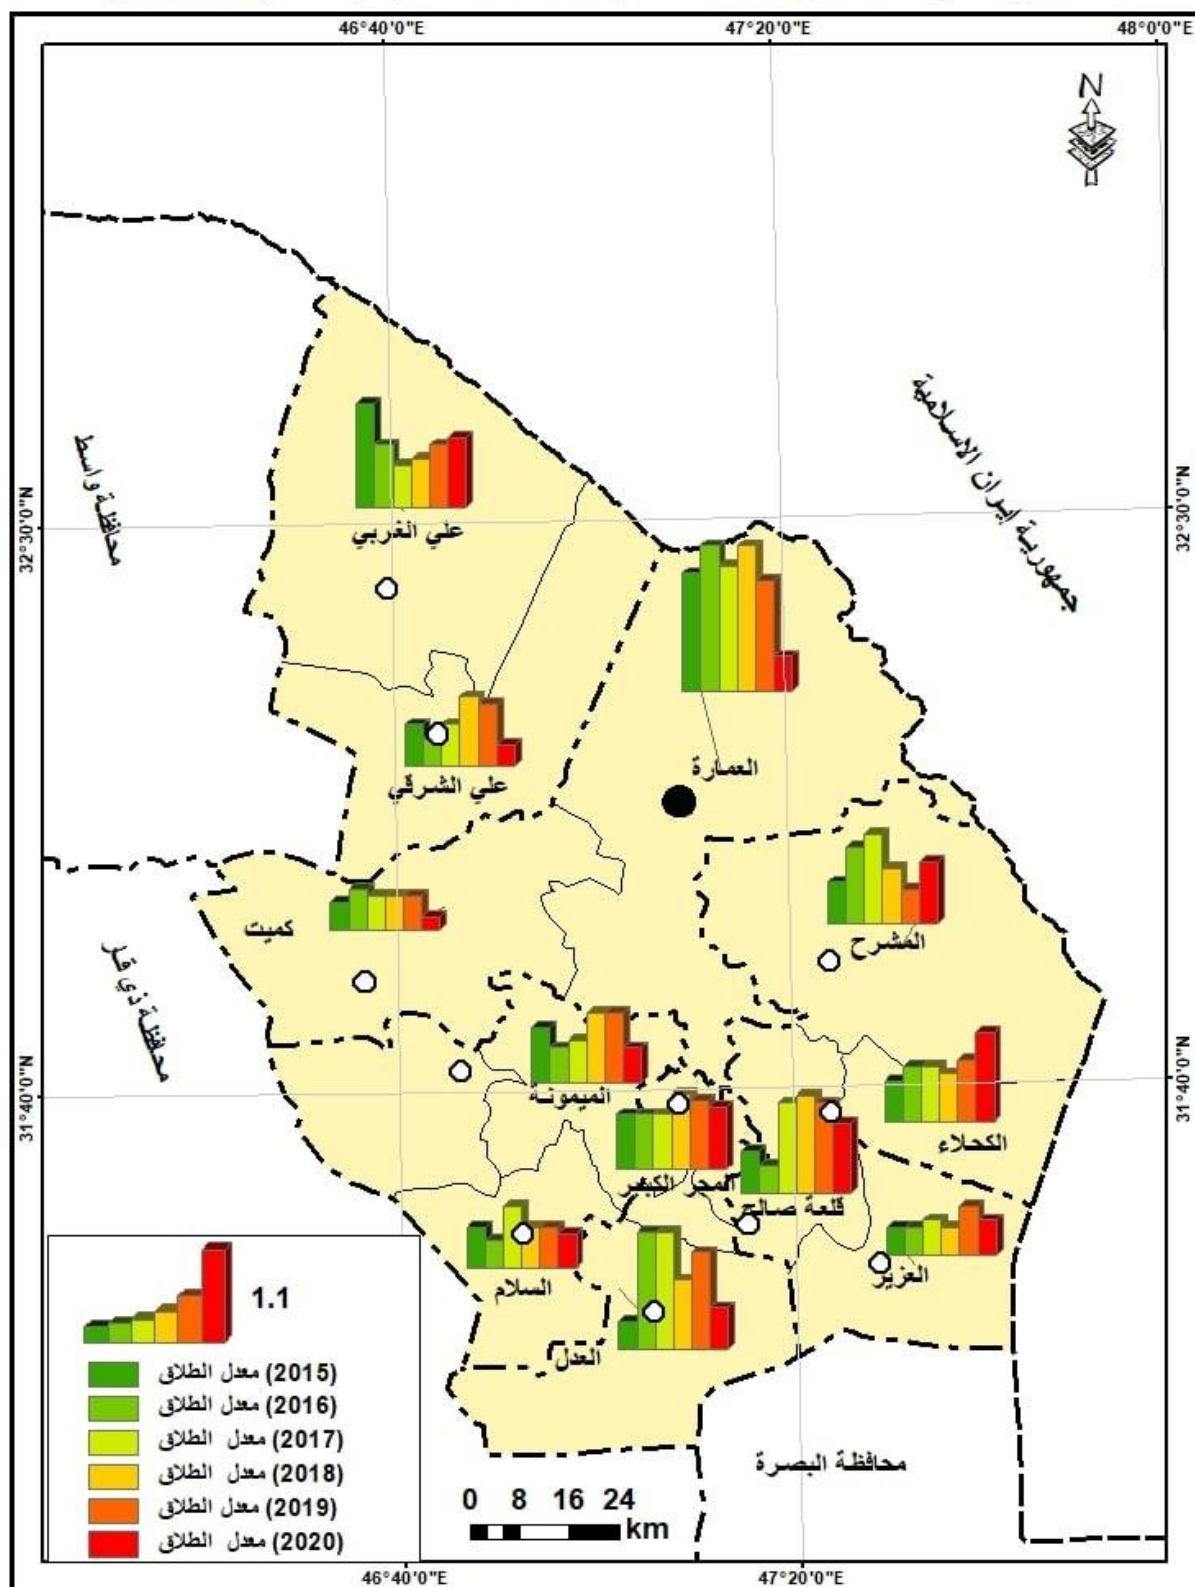 46°40'0"E
47°20'0"E
48°0'0"E
N
جمهورية إيران الاسلامية
محافظة واسط
32°30'0"N
32°30'0"N
علي الغربي
العمارة
علي الشرقي
كميت
المشرح
محافظة ذي قار
31°40'0"N
31°40'0"N
الميمونة
الكحلاء
المجر الكبير
قلعة صالح
العزير
السلام
العدل
1.1
معدل الطلاق (2015)
معدل الطلاق (2016)
معدل الطلاق (2017)
معدل الطلاق (2018)
معدل الطلاق (2019)
معدل الطلاق (2020)
محافظة البصرة
0 8 16 24
km
46°40'0"E
47°20'0"E